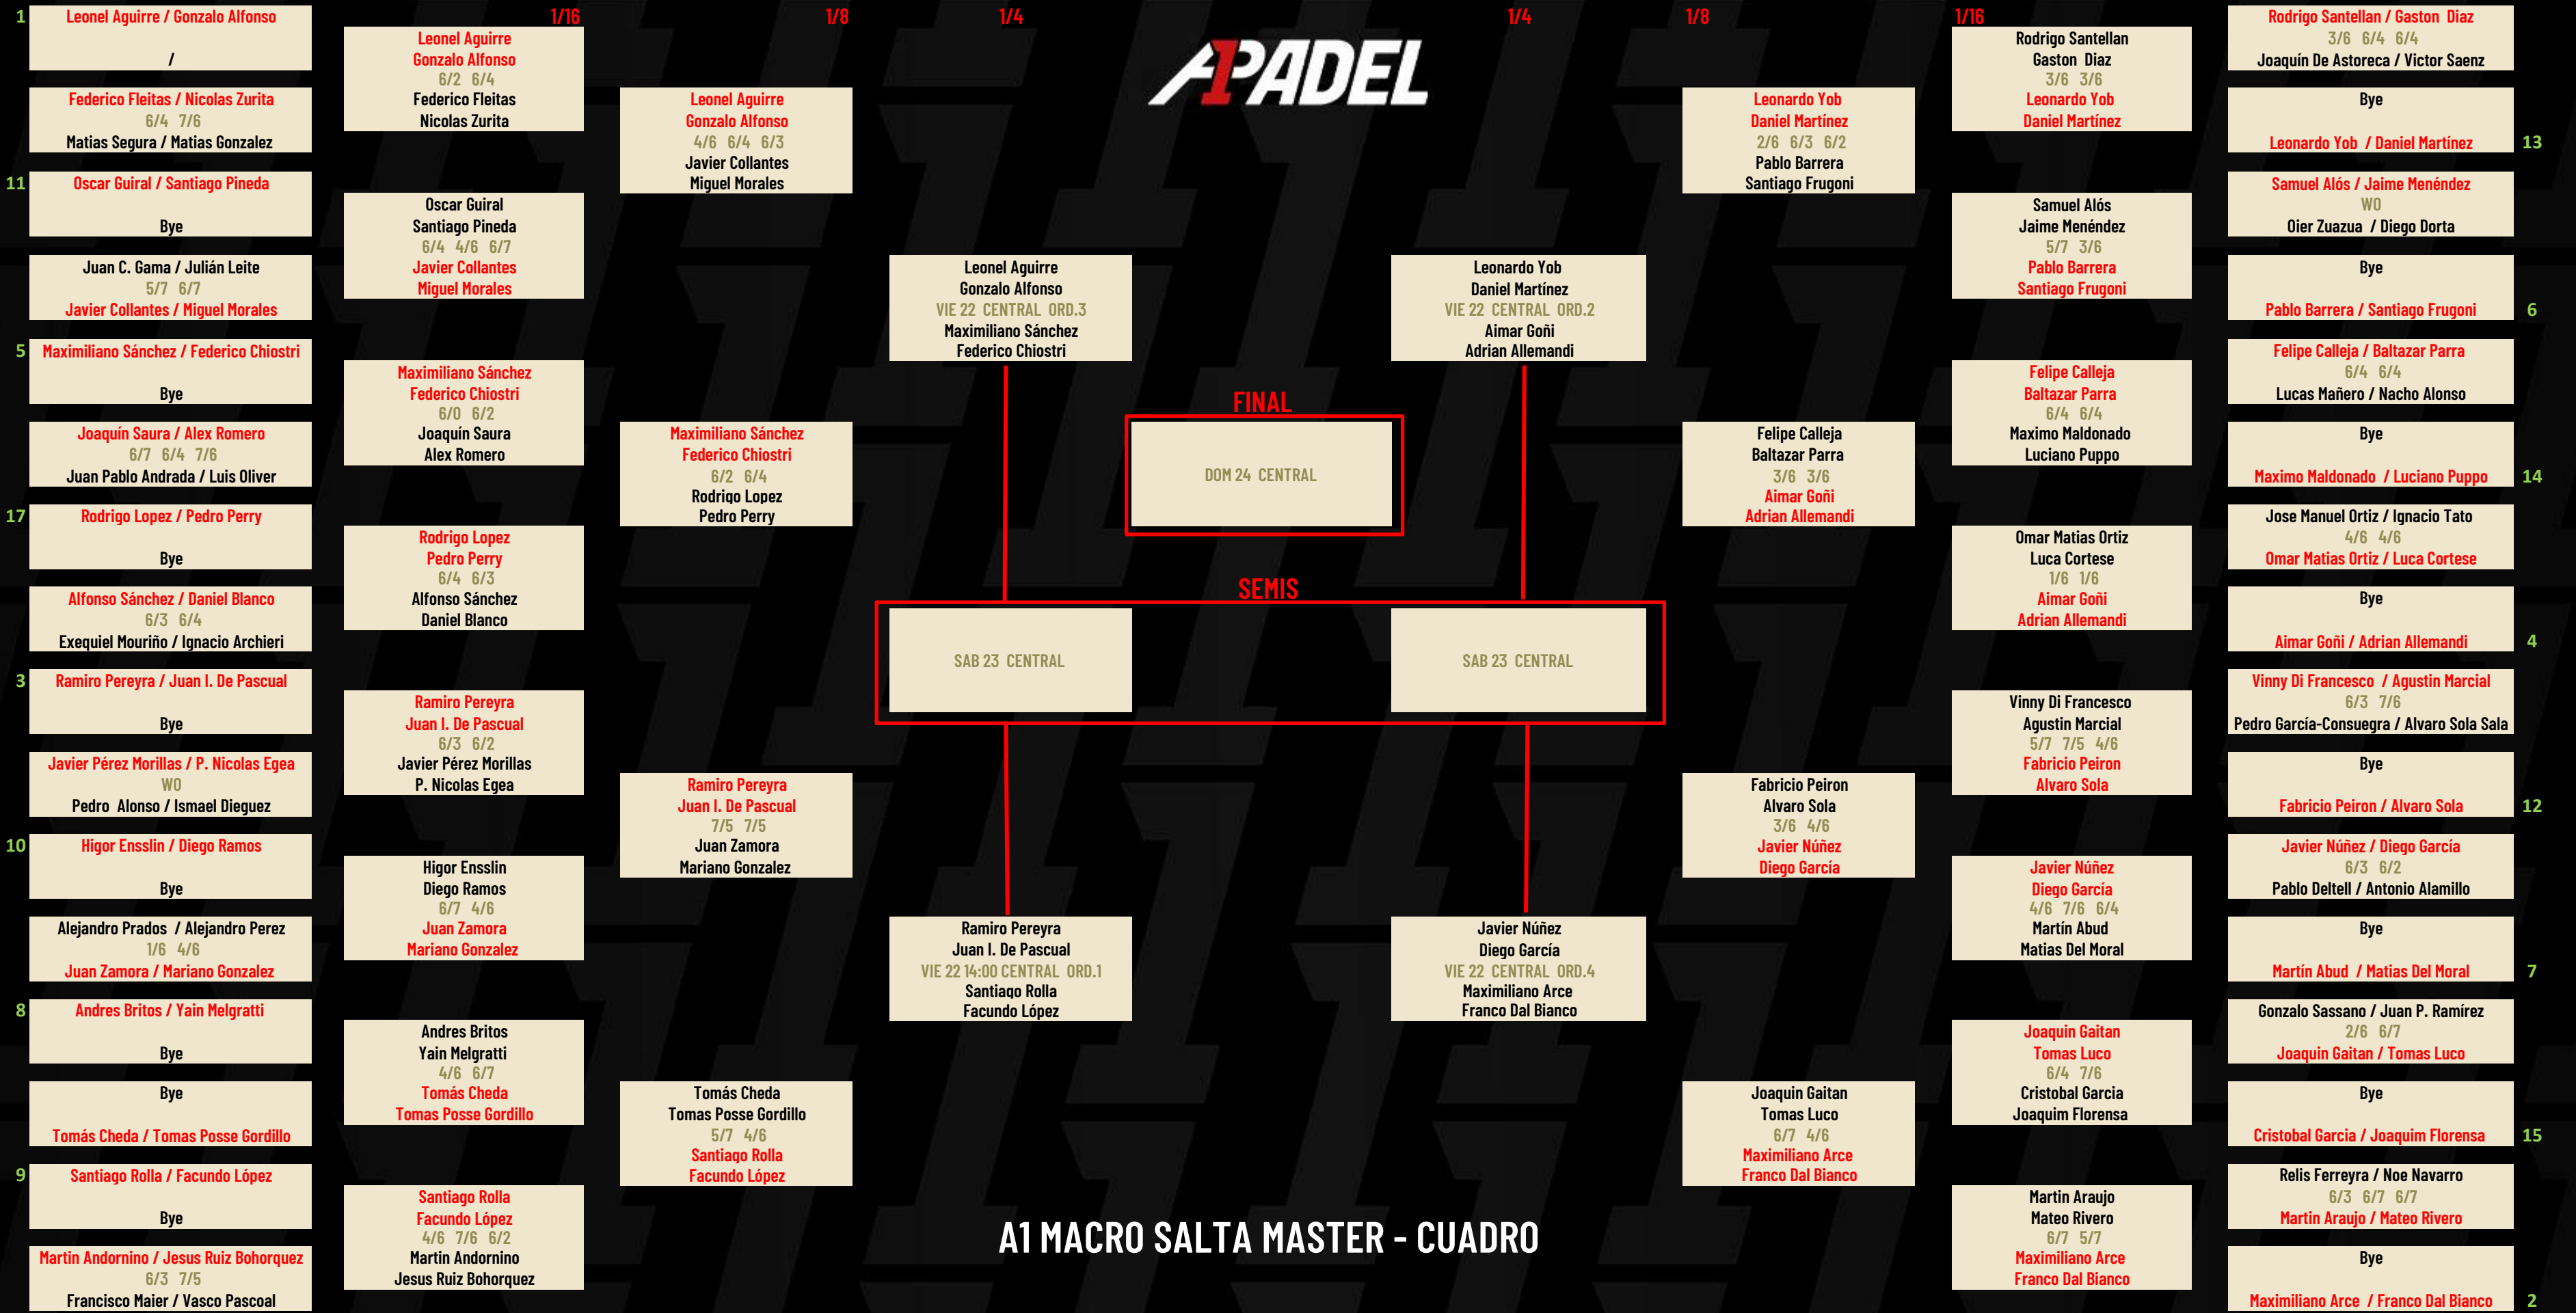 1/16
1/8
1/4
1/4
1/8
1/16
A1PADEL
1
Leonel Aguirre / Gonzalo Alfonso
/
Federico Fleitas / Nicolas Zurita
6/4 7/6
Matias Segura / Matias Gonzalez
11
Oscar Guiral / Santiago Pineda
Bye
Juan C. Gama / Julián Leite
5/7 6/7
Javier Collantes / Miguel Morales
5
Maximiliano Sánchez / Federico Chiostri
Bye
Joaquín Saura / Alex Romero
6/7 6/4 7/6
Juan Pablo Andrada / Luis Oliver
17
Rodrigo Lopez / Pedro Perry
Bye
Alfonso Sánchez / Daniel Blanco
6/3 6/4
Exequiel Mouriño / Ignacio Archieri
3
Ramiro Pereyra / Juan I. De Pascual
Bye
Javier Pérez Morillas / P. Nicolas Egea
WO
Pedro Alonso / Ismael Dieguez
10
Higor Ensslin / Diego Ramos
Bye
Alejandro Prados / Alejandro Perez
1/6 4/6
Juan Zamora / Mariano Gonzalez
8
Andres Britos / Yain Melgratti
Bye
Bye
Tomás Cheda / Tomas Posse Gordillo
9
Santiago Rolla / Facundo López
Bye
Martin Andornino / Jesus Ruiz Bohorquez
6/3 7/5
Francisco Maier / Vasco Pascoal
Leonel Aguirre
Gonzalo Alfonso
6/2 6/4
Federico Fleitas
Nicolas Zurita
Oscar Guiral
Santiago Pineda
6/4 4/6 6/7
Javier Collantes
Miguel Morales
Maximiliano Sánchez
Federico Chiostri
6/0 6/2
Joaquín Saura
Alex Romero
Rodrigo Lopez
Pedro Perry
6/4 6/3
Alfonso Sánchez
Daniel Blanco
Ramiro Pereyra
Juan I. De Pascual
6/3 6/2
Javier Pérez Morillas
P. Nicolas Egea
Higor Ensslin
Diego Ramos
6/7 4/6
Juan Zamora
Mariano Gonzalez
Andres Britos
Yain Melgratti
4/6 6/7
Tomás Cheda
Tomas Posse Gordillo
Santiago Rolla
Facundo López
4/6 7/6 6/2
Martin Andornino
Jesus Ruiz Bohorquez
Leonel Aguirre
Gonzalo Alfonso
4/6 6/4 6/3
Javier Collantes
Miguel Morales
Maximiliano Sánchez
Federico Chiostri
6/2 6/4
Rodrigo Lopez
Pedro Perry
Ramiro Pereyra
Juan I. De Pascual
7/5 7/5
Juan Zamora
Mariano Gonzalez
Tomás Cheda
Tomas Posse Gordillo
5/7 4/6
Santiago Rolla
Facundo López
Leonel Aguirre
Gonzalo Alfonso
VIE 22 CENTRAL ORD.3
Maximiliano Sánchez
Federico Chiostri
Ramiro Pereyra
Juan I. De Pascual
VIE 22 14:00 CENTRAL ORD.1
Santiago Rolla
Facundo López
FINAL
DOM 24 CENTRAL
SEMIS
SAB 23 CENTRAL
SAB 23 CENTRAL
Leonardo Yob
Daniel Martínez
VIE 22 CENTRAL ORD.2
Aimar Goñi
Adrian Allemandi
Javier Núñez
Diego García
VIE 22 CENTRAL ORD.4
Maximiliano Arce
Franco Dal Bianco
Leonardo Yob
Daniel Martínez
2/6 6/3 6/2
Pablo Barrera
Santiago Frugoni
Felipe Calleja
Baltazar Parra
3/6 3/6
Aimar Goñi
Adrian Allemandi
Fabricio Peiron
Alvaro Sola
3/6 4/6
Javier Núñez
Diego García
Joaquin Gaitan
Tomas Luco
6/7 4/6
Maximiliano Arce
Franco Dal Bianco
Rodrigo Santellan
Gaston Diaz
3/6 3/6
Leonardo Yob
Daniel Martínez
Samuel Alós
Jaime Menéndez
5/7 3/6
Pablo Barrera
Santiago Frugoni
Felipe Calleja
Baltazar Parra
6/4 6/4
Maximo Maldonado
Luciano Puppo
Omar Matias Ortiz
Luca Cortese
1/6 1/6
Aimar Goñi
Adrian Allemandi
Vinny Di Francesco
Agustin Marcial
5/7 7/5 4/6
Fabricio Peiron
Alvaro Sola
Javier Núñez
Diego García
4/6 7/6 6/4
Martín Abud
Matias Del Moral
Joaquin Gaitan
Tomas Luco
6/4 7/6
Cristobal Garcia
Joaquim Florensa
Martin Araujo
Mateo Rivero
6/7 5/7
Maximiliano Arce
Franco Dal Bianco
Rodrigo Santellan / Gaston Diaz
3/6 6/4 6/4
Joaquín De Astoreca / Victor Saenz
Bye
Leonardo Yob / Daniel Martínez
13
Samuel Alós / Jaime Menéndez
WO
Oier Zuazua / Diego Dorta
Bye
Pablo Barrera / Santiago Frugoni
6
Felipe Calleja / Baltazar Parra
6/4 6/4
Lucas Mañero / Nacho Alonso
Bye
Maximo Maldonado / Luciano Puppo
14
Jose Manuel Ortiz / Ignacio Tato
4/6 4/6
Omar Matias Ortiz / Luca Cortese
Bye
Aimar Goñi / Adrian Allemandi
4
Vinny Di Francesco / Agustin Marcial
6/3 7/6
Pedro García-Consuegra / Alvaro Sola Sala
Bye
Fabricio Peiron / Alvaro Sola
12
Javier Núñez / Diego García
6/3 6/2
Pablo Deltell / Antonio Alamillo
Bye
Martín Abud / Matias Del Moral
7
Gonzalo Sassano / Juan P. Ramírez
2/6 6/7
Joaquin Gaitan / Tomas Luco
Bye
Cristobal Garcia / Joaquim Florensa
15
Relis Ferreyra / Noe Navarro
6/3 6/7 6/7
Martin Araujo / Mateo Rivero
Bye
Maximiliano Arce / Franco Dal Bianco
2
A1 MACRO SALTA MASTER - CUADRO